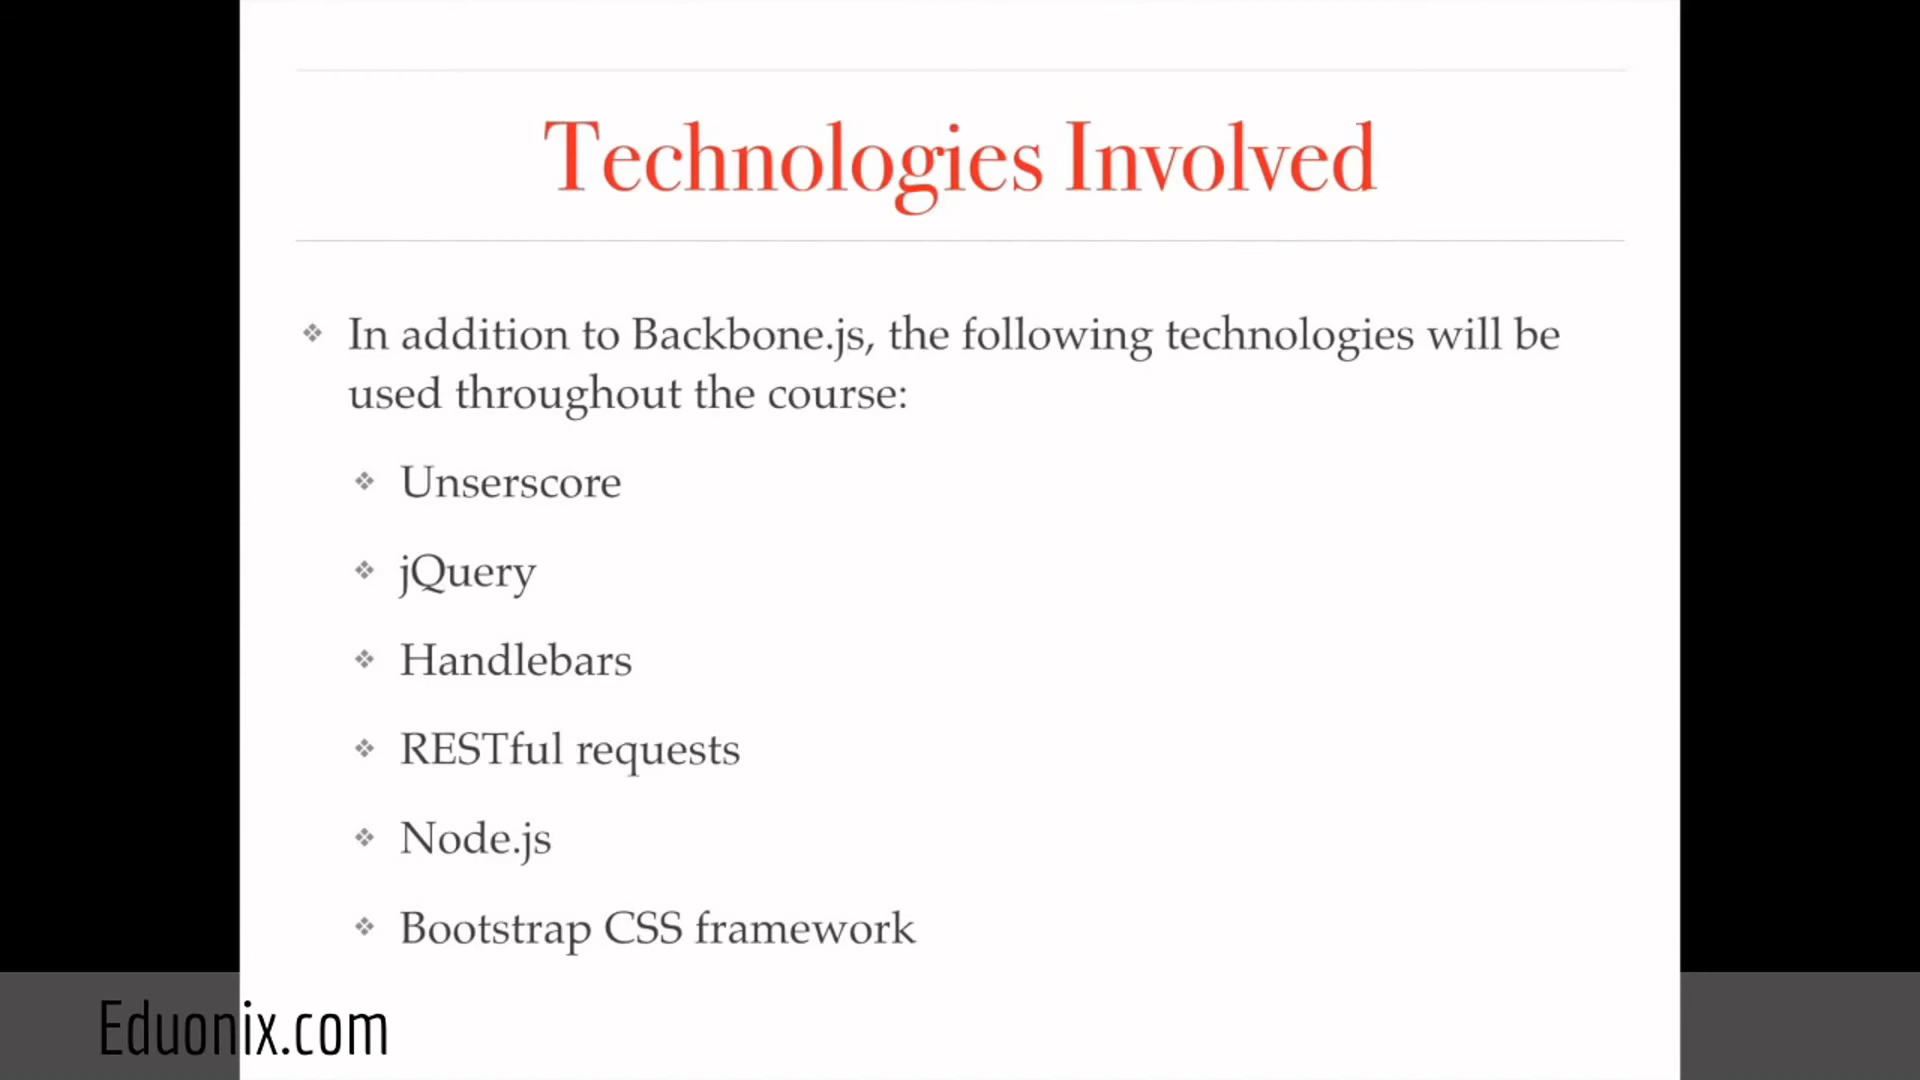 Technologies Involved
In addition to Backbone.js, the following technologies will be
used throughout the course:
Unserscore
jQuery
Handlebars
RESTful requests
Node.js
Bootstrap CSS framework
Eduonix.com